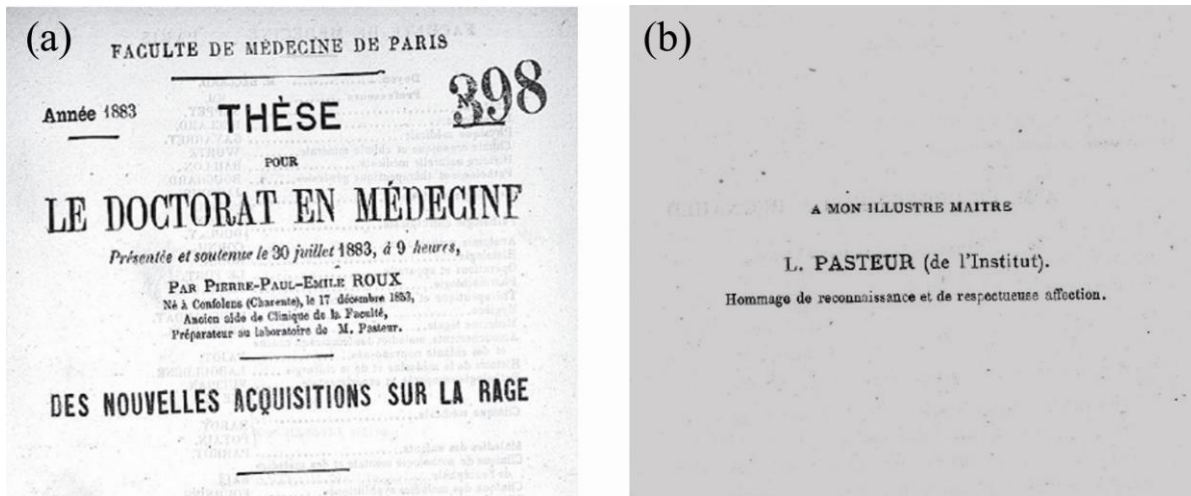 (a)
FACULTE DE MÉDECINE DE PARIS
Année 1883
398
THÈSE
POUR
LE DOCTORAT EN MÉDECINE
Présentée et soutenue le 30 juillet 1883, à 9 heures,
PAR PIERRE-PAUL-EMILE ROUX
Né à Confolens (Charente), le 17 décembre 1853,
Ancien aide de Clinique de la Faculté,
Préparateur au laboratoire de M. Pasteur.
DES NOUVELLES ACQUISITIONS SUR LA RAGE
(b)
A MON ILLUSTRE MAITRE
L. PASTEUR (de l'Institut).
Hommage de reconnaissance et de respectueuse affection.